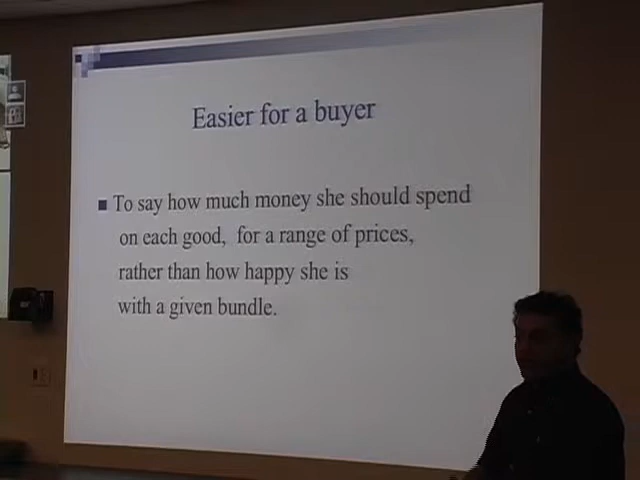 Easier for a buyer
To say how much money she should spend
on each good, for a range of prices,
rather than how happy she is
with a given bundle.